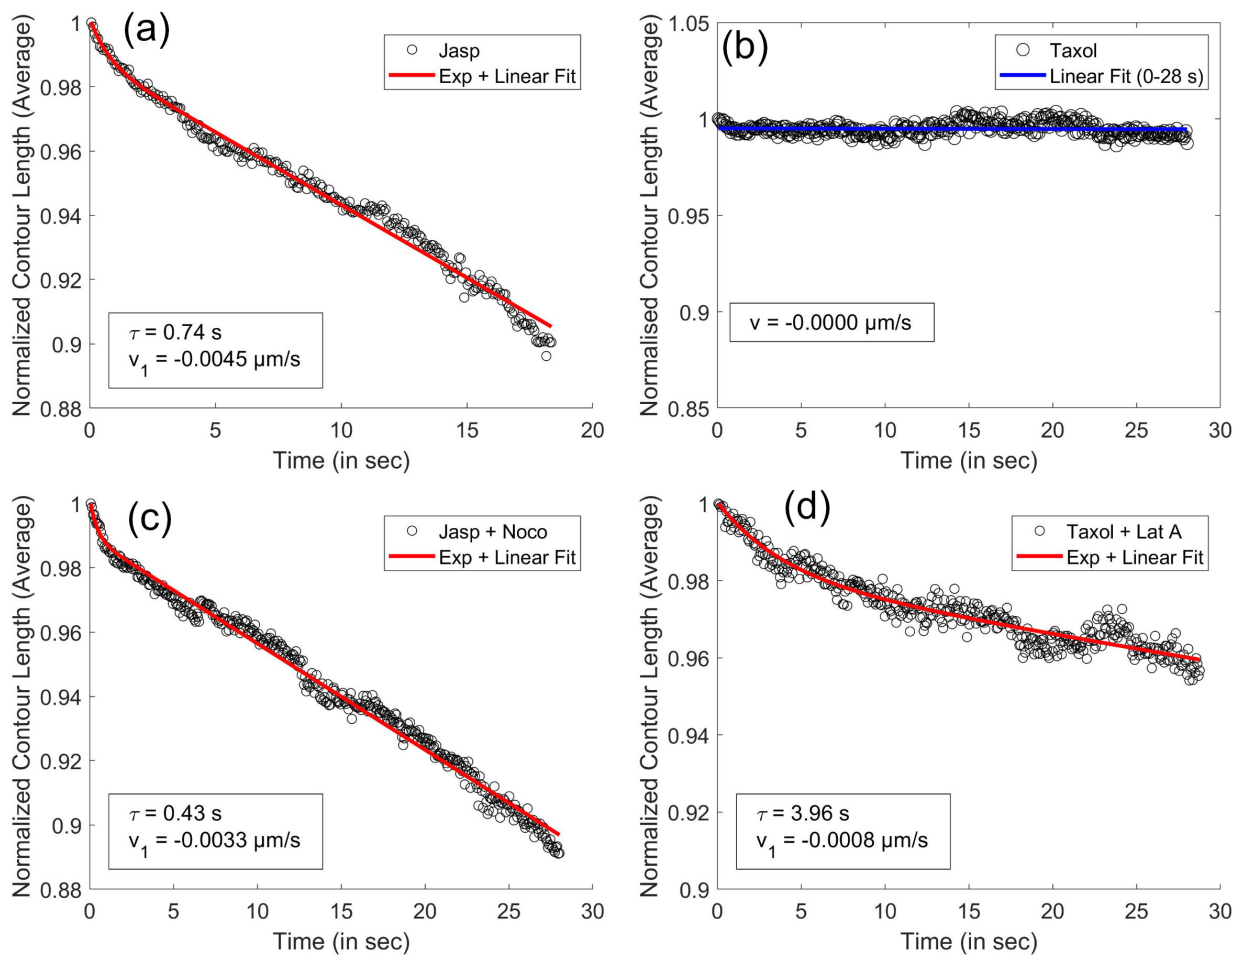 (a)
Jasp
Exp + Linear Fit
Normalized Contour Length (Average)
1
0.98
0.96
0.94
0.92
0.9
0.88
τ = 0.74 s
v1 = -0.0045 µm/s
0 5 10 15 20
Time (in sec)
(b)
Taxol
Linear Fit (0-28 s)
Normalised Contour Length (Average)
1.05
1
0.95
0.9
0.85
v = -0.0000 µm/s
0 5 10 15 20 25 30
Time (in sec)
(c)
Jasp + Noco
Exp + Linear Fit
Normalized Contour Length (Average)
1
0.98
0.96
0.94
0.92
0.9
0.88
τ = 0.43 s
v1 = -0.0033 µm/s
0 5 10 15 20 25 30
Time (in sec)
(d)
Taxol + Lat A
Exp + Linear Fit
Normalized Contour Length (Average)
1
0.98
0.96
0.94
0.92
0.9
τ = 3.96 s
v1 = -0.0008 µm/s
0 5 10 15 20 25 30
Time (in sec)